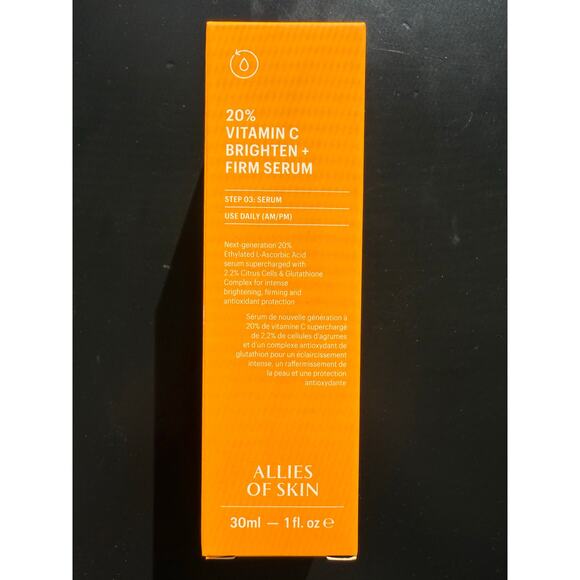 20%
VITAMIN C
BRIGHTEN +
FIRM SERUM
STEP 03: SERUM
USE DAILY (AM/PM)
Next-generation 20%
Ethylated L-Ascorbic Acid
serum supercharged with
2.2% Citrus Cells & Glutathione
Complex for intense
brightening, firming and
antioxidant protection
Sérum de nouvelle génération à
20% de vitamine C superchargé
de 2,2% de cellules d'agrumes
et d'un complexe antioxydant de
glutathion pour un éclaircissement
intense, un raffermissement de
la peau et une protection
antioxydante
ALLIES
OF SKIN
30ml — 1 fl. oz ℮